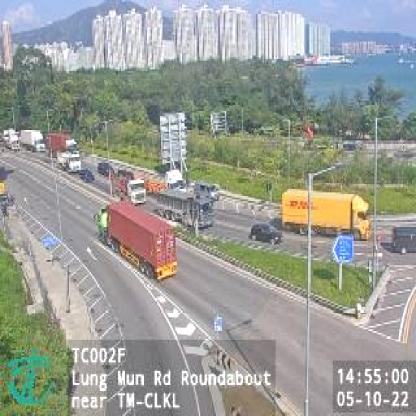 DHL
TC002F
Lung Mun Rd Roundabout
near TM-CLKL
14:55:00
05-10-22